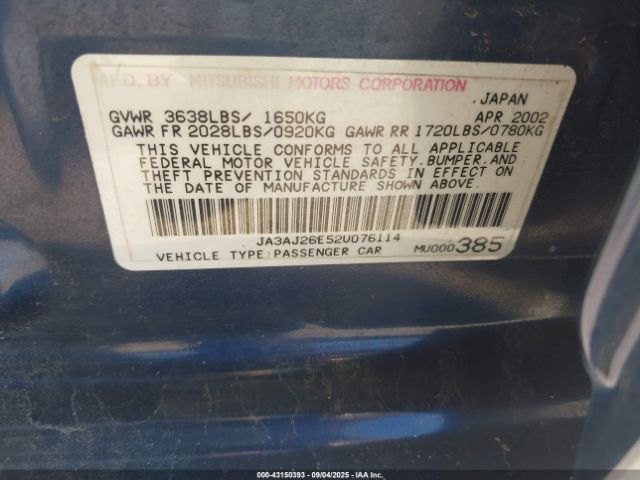 MFD. BY MITSUBISHI MOTORS CORPORATION
JAPAN
GVWR 3638LBS/ 1650KG APR 2002
GAWR FR 2028LBS/0920KG GAWR RR 1720LBS/0780KG
THIS VEHICLE CONFORMS TO ALL APPLICABLE
FEDERAL MOTOR VEHICLE SAFETY.BUMPER.AND
THEFT PREVENTION STANDARDS IN EFFECT ON
THE DATE OF MANUFACTURE SHOWN ABOVE.
JA3AJ26E52U076114
VEHICLE TYPE:PASSENGER CAR MU000385
000-43150393 - 09/04/2025 - IAAI INC.